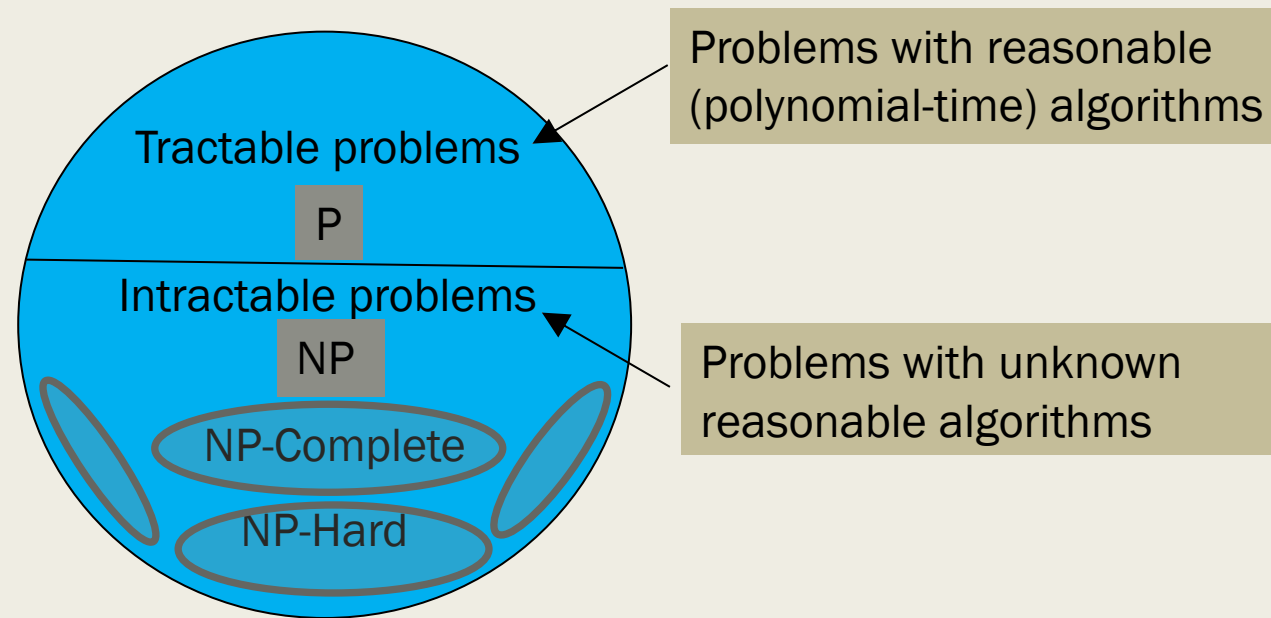 Problems with reasonable
(polynomial-time) algorithms
Tractable problems
P
Intractable problems
NP
Problems with unknown
reasonable algorithms
NP-Complete
NP-Hard